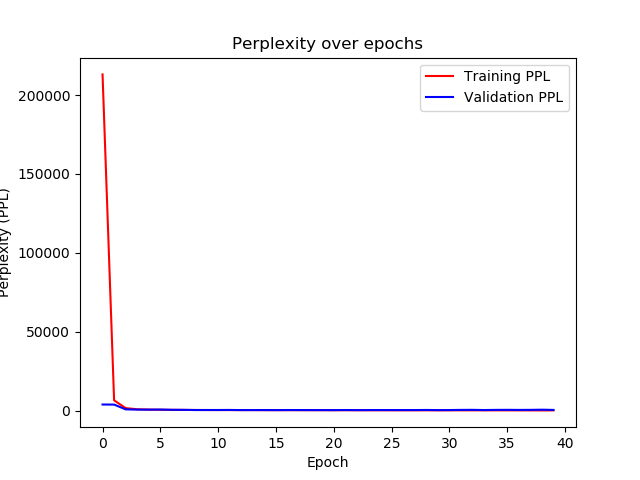 Perplexity over epochs
Training PPL
Validation PPL
200000
150000
100000
50000
0
Perplexity (PPL)
0 5 10 15 20 25 30 35 40
Epoch